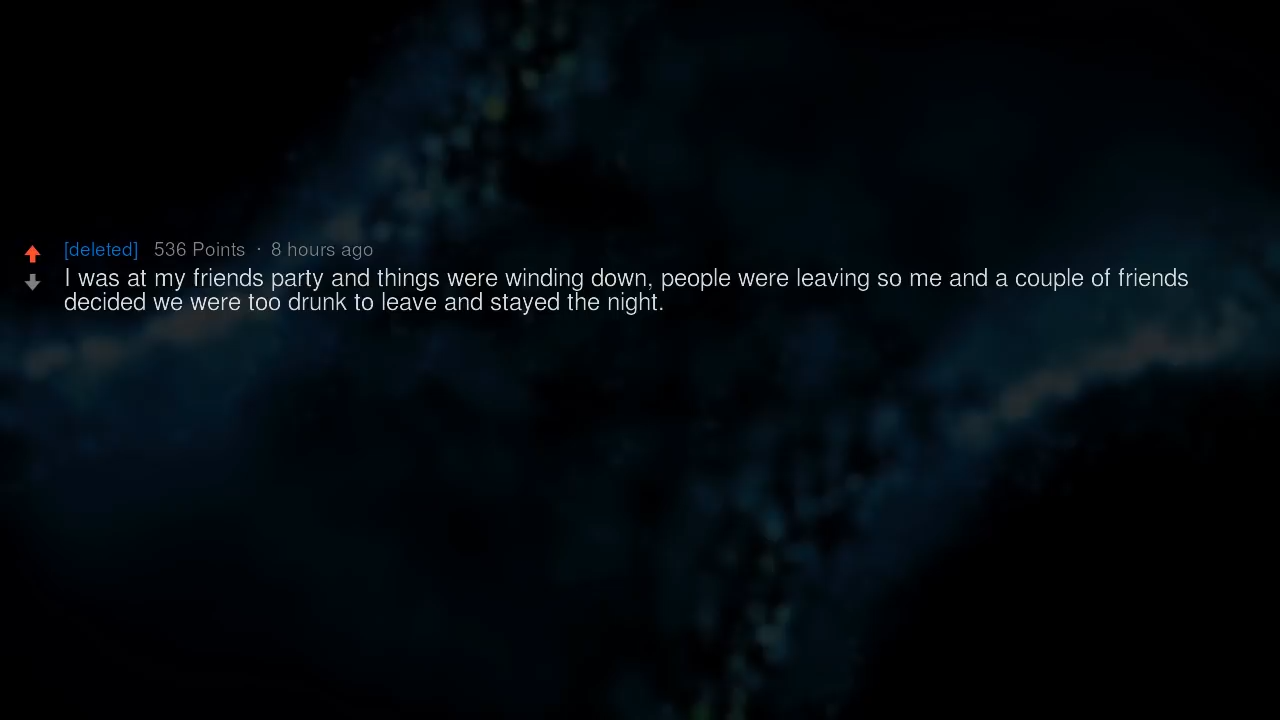 [deleted] 536 Points · 8 hours ago
I was at my friends party and things were winding down, people were leaving so me and a couple of friends
decided we were too drunk to leave and stayed the night.